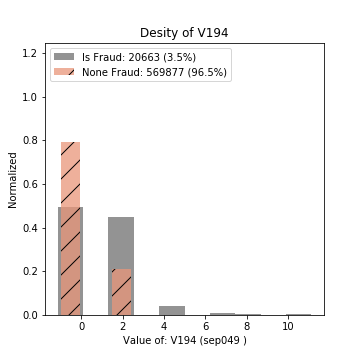 Desity of V194
Is Fraud: 20663 (3.5%)
None Fraud: 569877 (96.5%)
Normalized
1.2
1.0
0.8
0.6
0.4
0.2
0.0
0 2 4 6 8 10
Value of: V194 (sep049 )